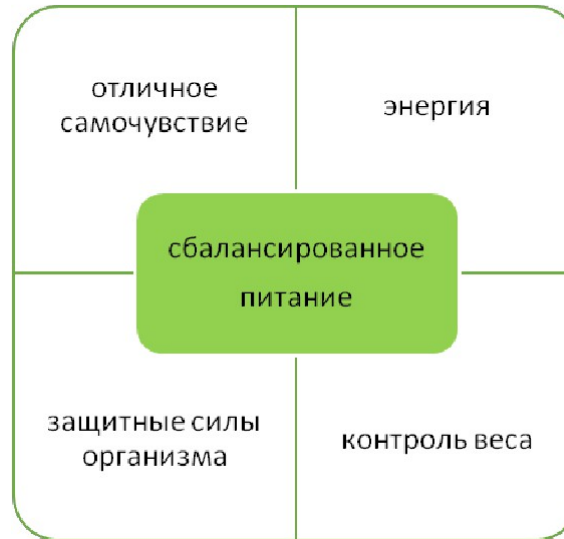 отличное
самочувствие
энергия
сбалансированное
питание
защитные силы
организма
контроль веса